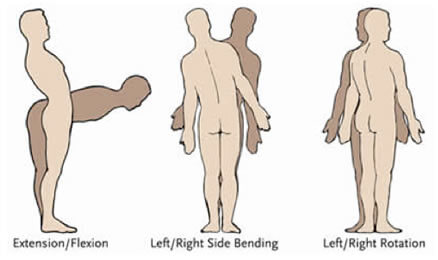 Extension/Flexion
Left/Right Side Bending
Left/Right Rotation